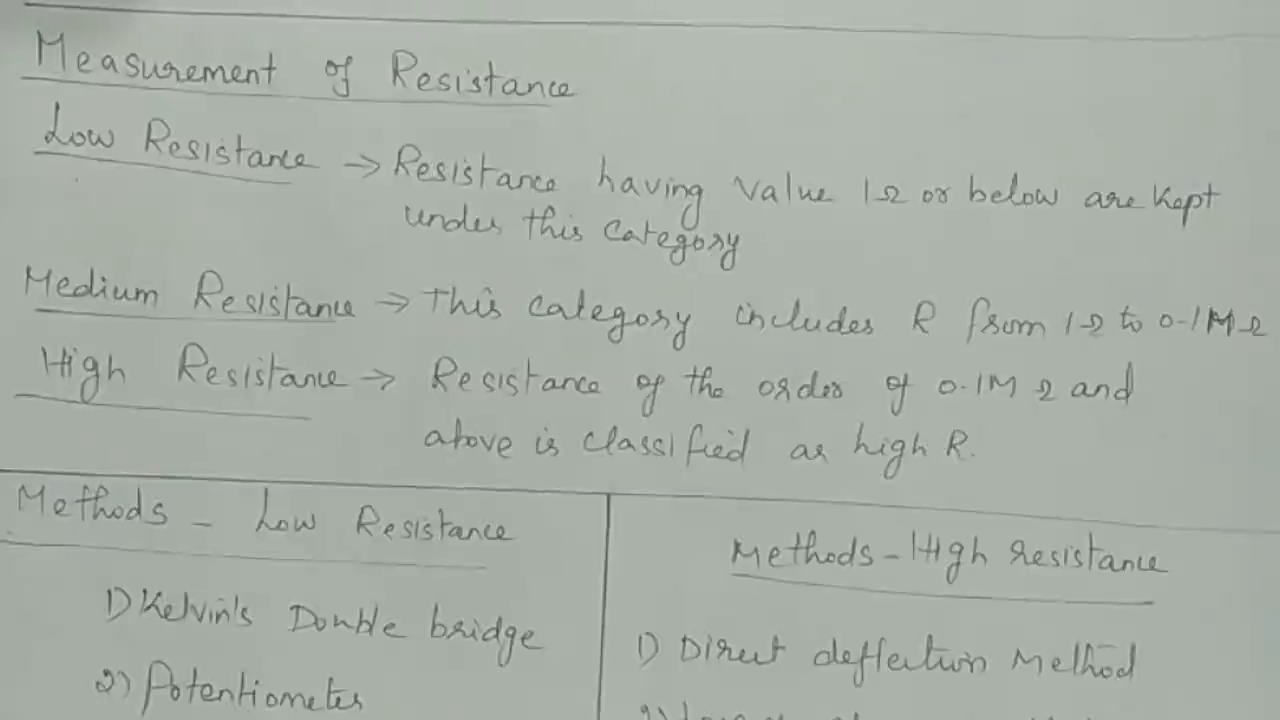 Measurement of Resistance
Low Resistance → Resistance having value 1Ω or below are kept
under this category
Medium Resistance → This category includes R from 1Ω to 0.1MΩ
High Resistance → Resistance of the order of 0.1MΩ and
above is classified as high R.
Methods - Low Resistance
1) Kelvin's Double bridge
2) Potentiometer
Methods - High resistance
1) Direct deflection Method
2)